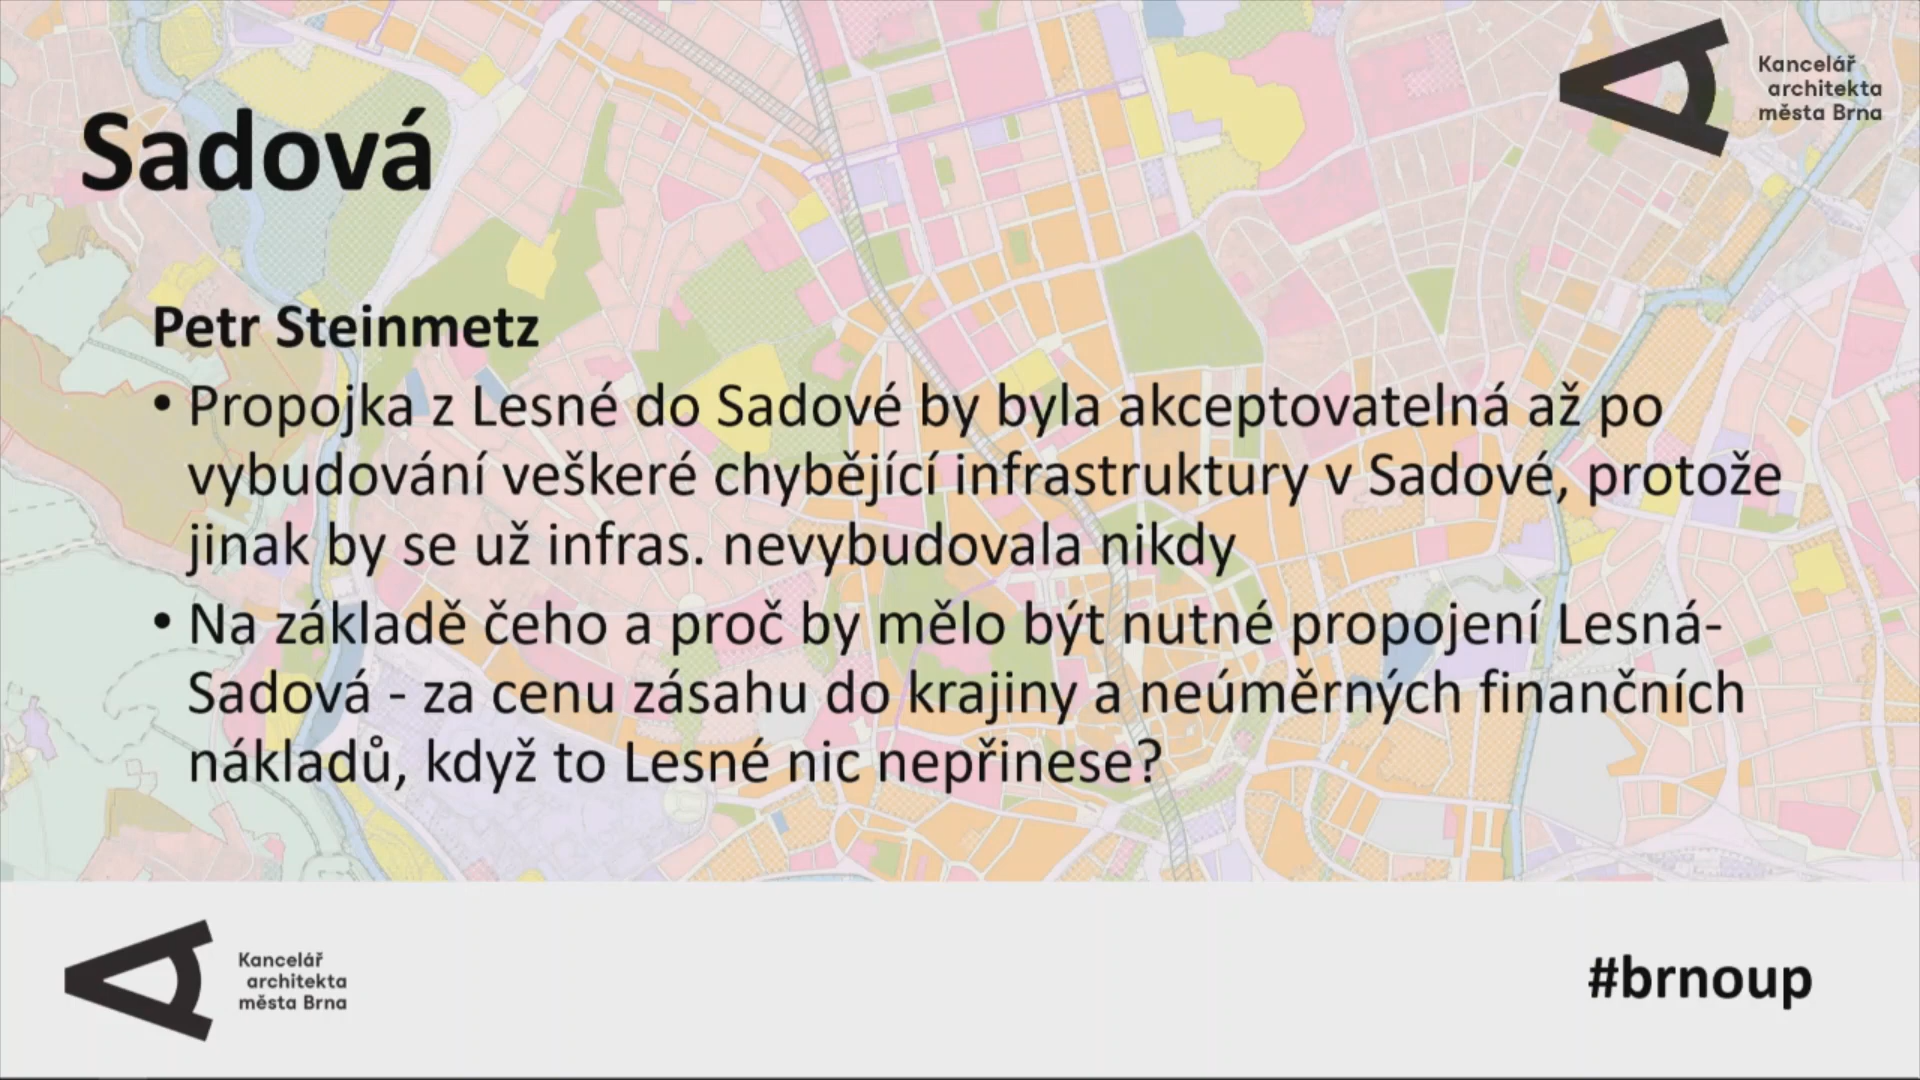 Kancelář
architekta
města Brna
Sadová
Petr Steinmetz
• Propojka z Lesné do Sadové by byla akceptovatelná až po
vybudování veškeré chybějící infrastruktury v Sadové, protože
jinak by se už infras. nevybudovala nikdy
• Na základě čeho a proč by mělo být nutné propojení Lesná-
Sadová - za cenu zásahu do krajiny a neúměrných finančních
nákladů, když to Lesné nic nepřinese?
Kancelář
architekta
města Brna
#brnoup